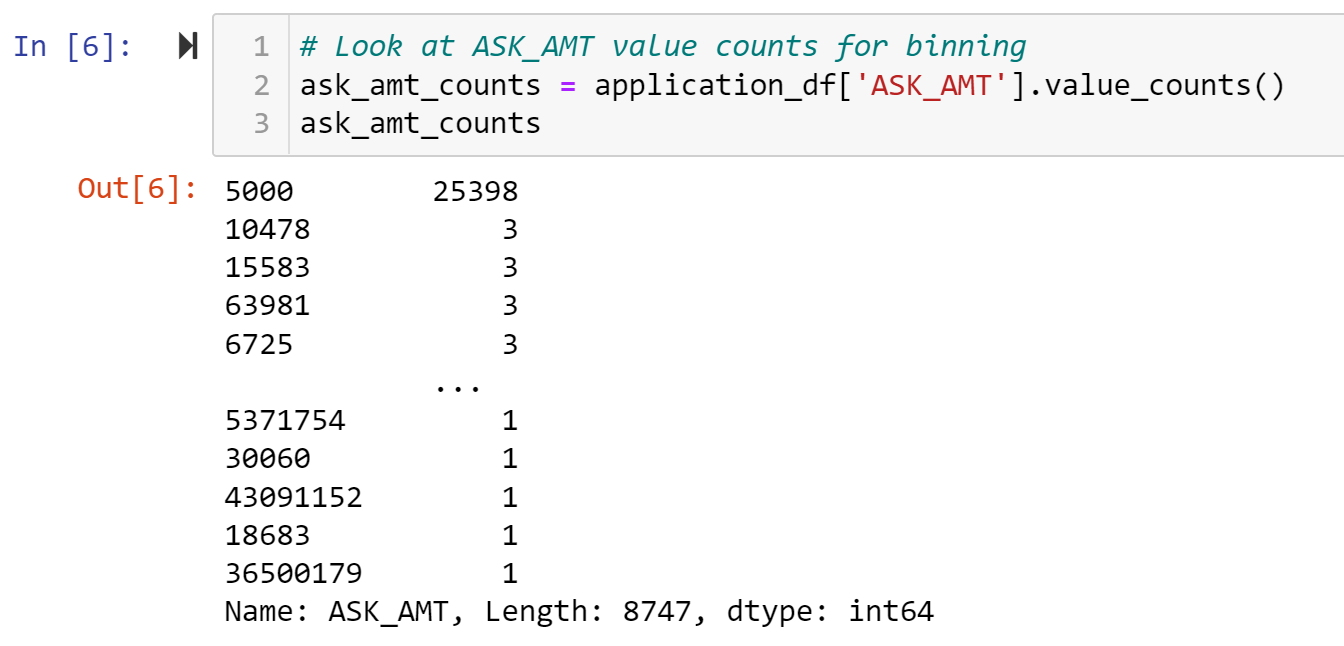 In [6]:
1 # Look at ASK_AMT value counts for binning
2 ask_amt_counts = application_df['ASK_AMT'].value_counts()
3 ask_amt_counts
Out[6]:
5000 25398
10478 3
15583 3
63981 3
6725 3
...
5371754 1
30060 1
43091152 1
18683 1
36500179 1
Name: ASK_AMT, Length: 8747, dtype: int64